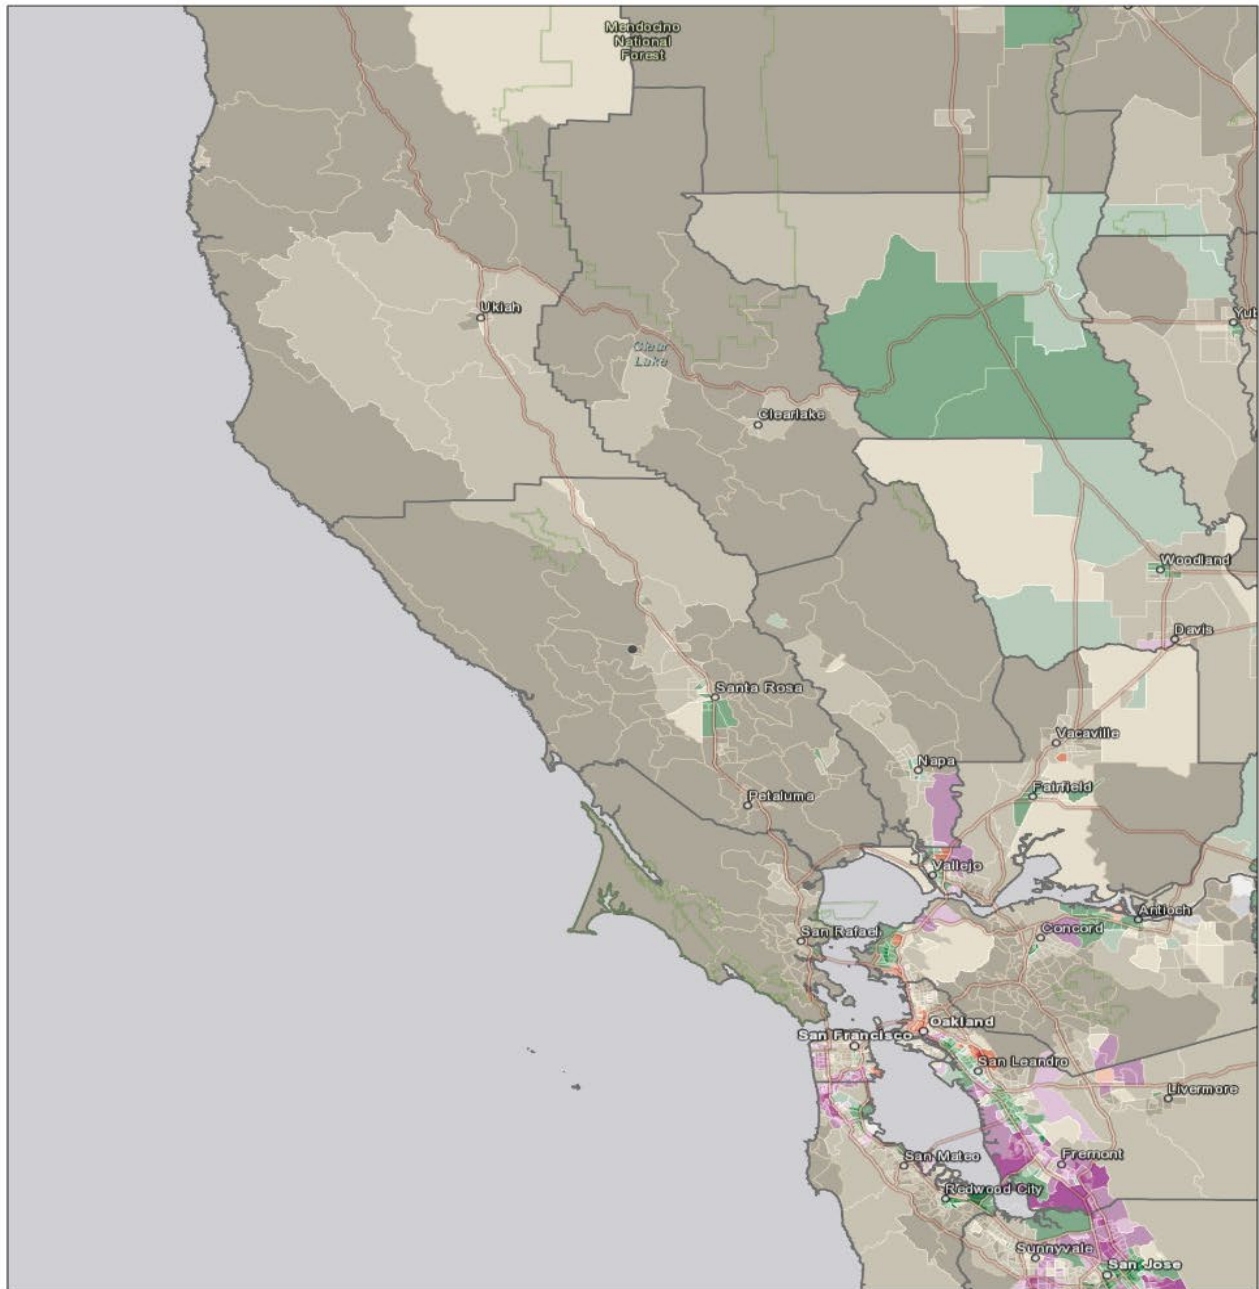 Mendocino
National
Forest
Ukiah
Clear
Lake
Clearlake
Woodland
Davis
Santa Rosa
Vacaville
Napa
Fairfield
Petaluma
Vallejo
Antioch
San Rafael
Concord
Oakland
San Francisco
San Leandro
Livermore
San Mateo
Fremont
Redwood City
Sunnyvale
San Jose